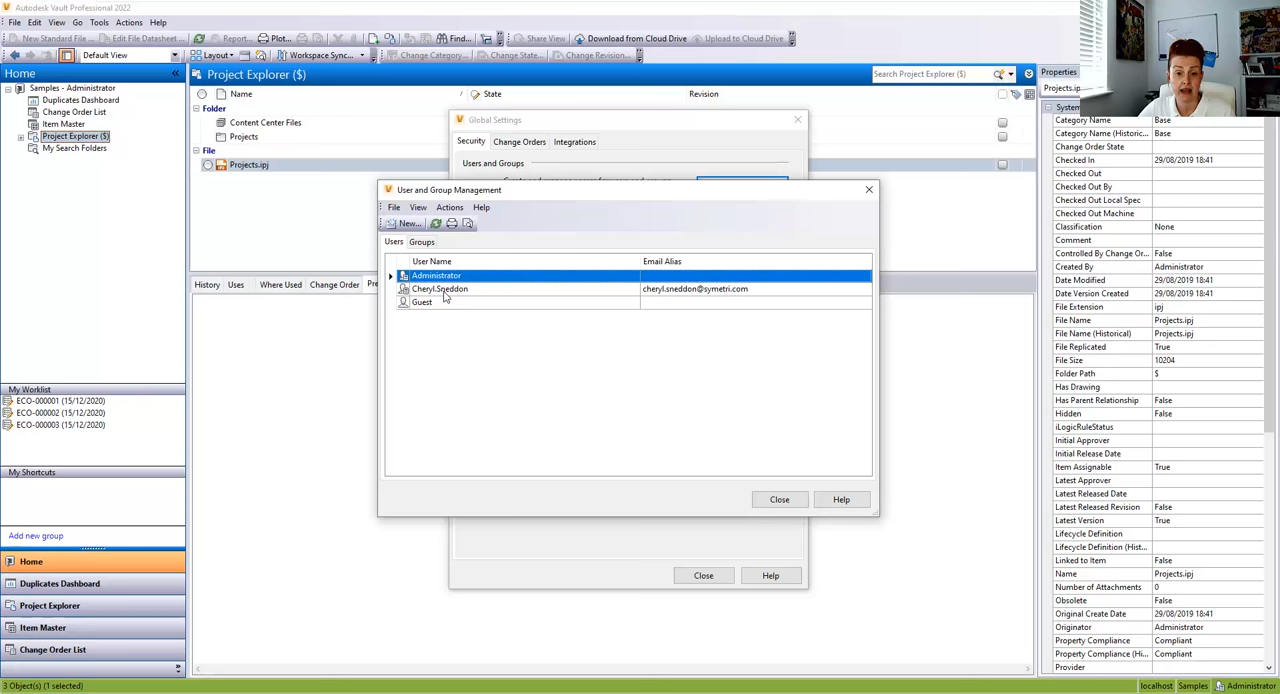 Autodesk Vault Professional 2022
File Edit View Go Tools Actions Help
New Standard File... Edit File Datasheet... Report... Plot... Find... Share View Download from Cloud Drive Upload to Cloud Drive
Default View Layout Workspace Sync... Change Category... Change State... Change Revision...
Home
Samples - Administrator
Duplicates Dashboard
Change Order List
Item Master
Project Explorer ($)
My Search Folders
My Worklist
ECO-000001 (15/12/2020)
ECO-000002 (15/12/2020)
ECO-000003 (15/12/2020)
My Shortcuts
Add new group
Home
Duplicates Dashboard
Project Explorer
Item Master
Change Order List
Project Explorer ($)
Search Project Explorer ($)
Name / State Revision
Folder
Content Center Files
Projects
File
Projects.ipj
History Uses Where Used Change Order
Global Settings
Security Change Orders Integrations
Users and Groups
User and Group Management
File View Actions Help
New...
Users Groups
User Name Email Alias
Administrator
Cheryl.Sneddon cheryl.sneddon@symetri.com
Guest
Close Help
Close Help
Properties
Projects.ipj
System
Category Name Base
Category Name (Historic... Base
Change Order State
Checked In 29/08/2019 18:41
Checked Out
Checked Out By
Checked Out Local Spec
Checked Out Machine
Classification None
Comment
Controlled By Change Or... False
Created By Administrator
Date Modified 29/08/2019 18:41
Date Version Created 29/08/2019 18:41
File Extension ipj
File Name Projects.ipj
File Name (Historical) Projects.ipj
File Replicated True
File Size 10204
Folder Path $
Has Drawing
Has Parent Relationship False
Hidden False
iLogicRuleStatus
Initial Approver
Initial Release Date
Item Assignable True
Latest Approver
Latest Released Date
Latest Released Revision False
Latest Version True
Lifecycle Definition
Lifecycle Definition (Hist...
Linked to Item False
Name Projects.ipj
Number of Attachments 0
Obsolete False
Original Create Date 29/08/2019 18:41
Originator Administrator
Property Compliance Compliant
Property Compliance (Hi... Compliant
Provider
3 Object(s) (1 selected)
localhost Samples Administrator